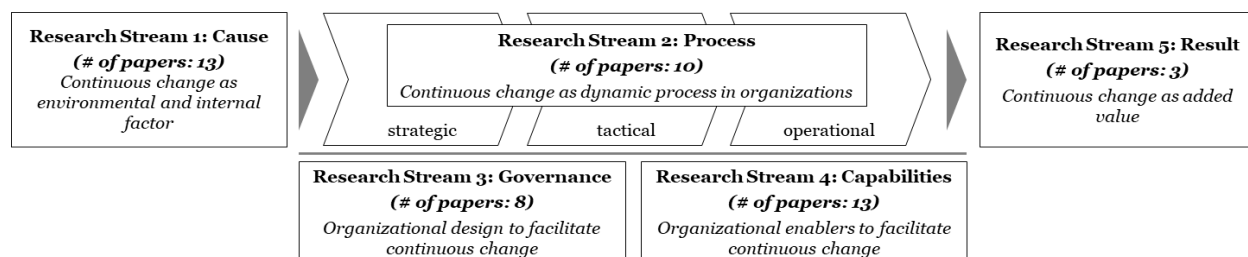 Research Stream 1: Cause
(# of papers: 13)
Continuous change as
environmental and internal
factor
Research Stream 2: Process
(# of papers: 10)
Continuous change as dynamic process in organizations
strategic
tactical
operational
Research Stream 5: Result
(# of papers: 3)
Continuous change as added
value
Research Stream 3: Governance
(# of papers: 8)
Organizational design to facilitate
continuous change
Research Stream 4: Capabilities
(# of papers: 13)
Organizational enablers to facilitate
continuous change